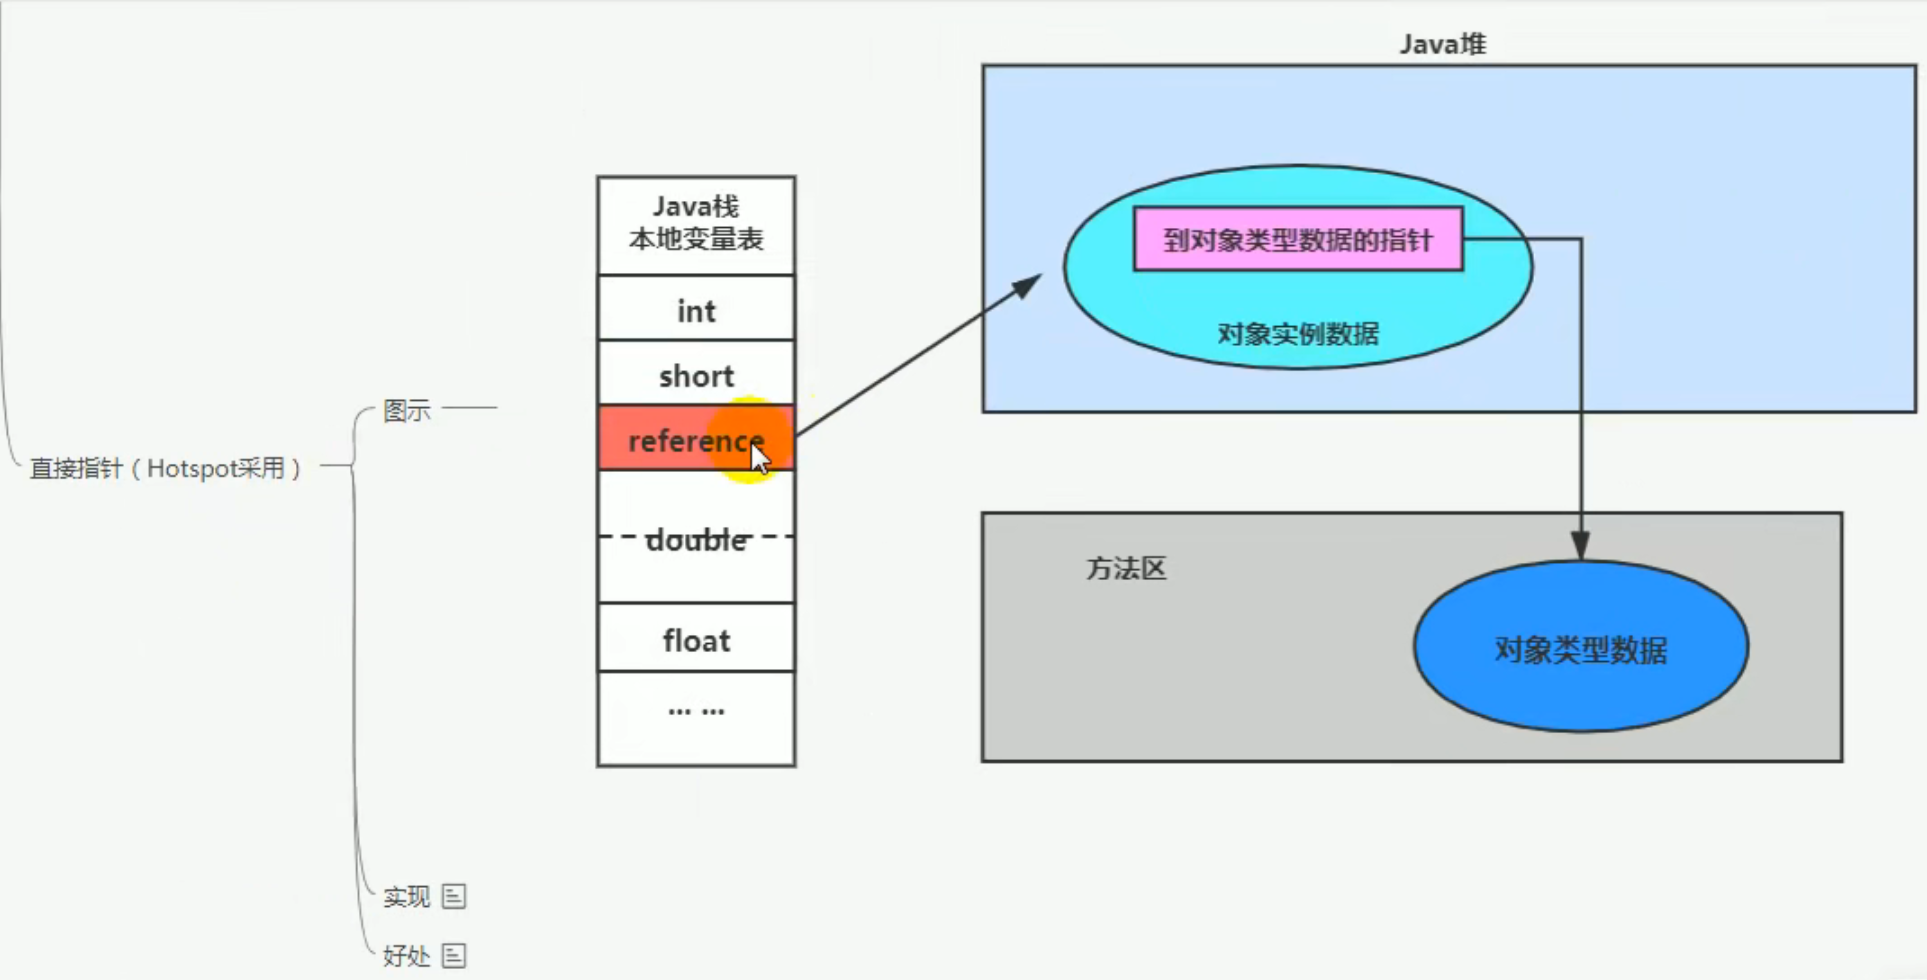 直接指针（Hotspot采用）
图示
实现
好处
Java栈
本地变量表
int
short
reference
double
float
... ...
Java堆
到对象类型数据的指针
对象实例数据
方法区
对象类型数据